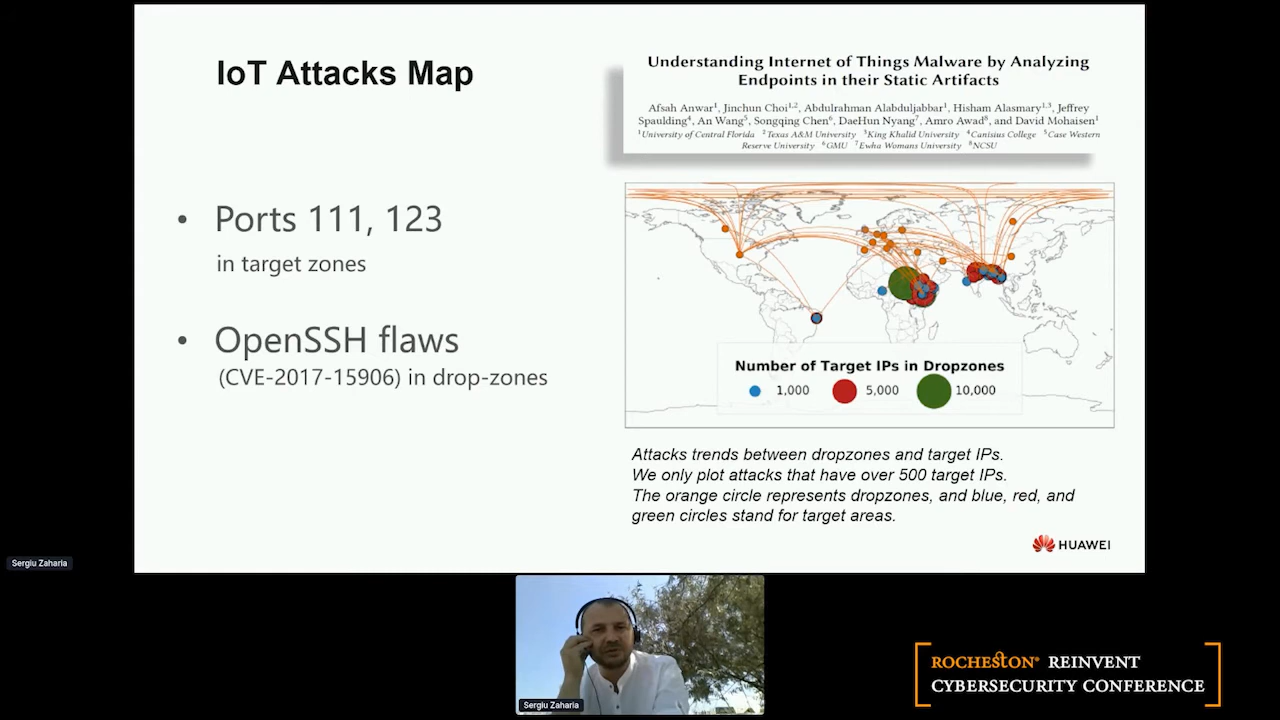 IoT Attacks Map
Understanding Internet of Things Malware by Analyzing
Endpoints in their Static Artifacts
Afsah Anwar¹, Jinchun Choi¹,², Abdulrahman Alabduljabbar¹, Hisham Alasmary¹,³, Jeffrey
Spaulding⁴, An Wang⁵, Songqing Chen⁶, DaeHun Nyang⁷, Amro Awad⁸, and David Mohaisen¹
¹University of Central Florida ²Texas A&M University ³King Khalid University ⁴Canisius College ⁵Case Western
Reserve University ⁶GMU ⁷Ewha Womans University ⁸NCSU
• Ports 111, 123
in target zones
• OpenSSH flaws
(CVE-2017-15906) in drop-zones
Number of Target IPs in Dropzones
1,000 5,000 10,000
Attacks trends between dropzones and target IPs.
We only plot attacks that have over 500 target IPs.
The orange circle represents dropzones, and blue, red, and
green circles stand for target areas.
HUAWEI
Sergiu Zaharia
Sergiu Zaharia
ROCHESTON® REINVENT
CYBERSECURITY CONFERENCE